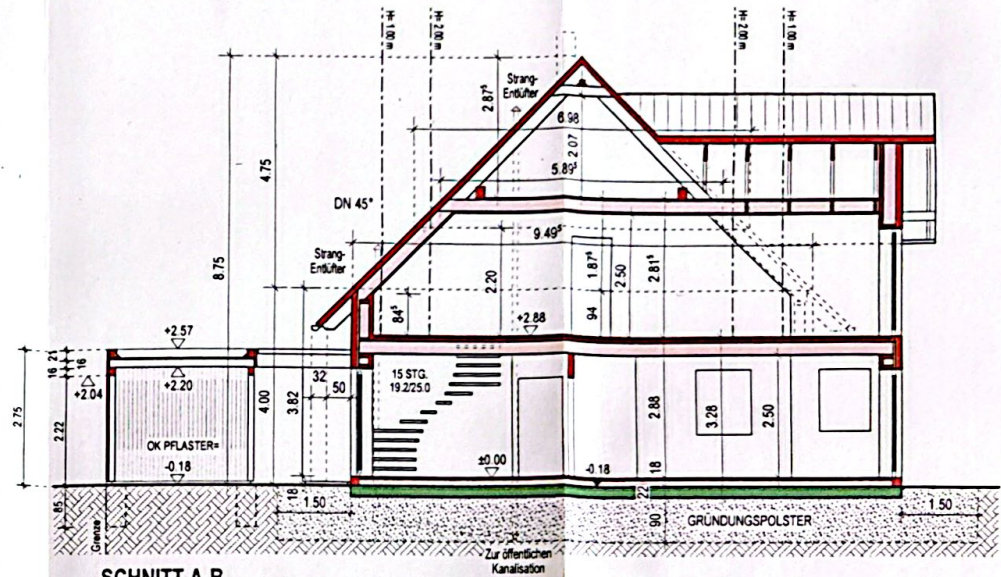 H= 1.00 m
H= 2.00 m
H= 2.00 m
H= 1.00 m
Strang-
Entlüfter
2.87⁵
6.98
2.07
5.89⁵
4.75
DN 45°
8.75
Strang-
Entlüfter
9.49⁵
2.20
1.87⁵
2.50
2.81⁵
84⁵
94
+2.88
+2.57
21
16
16
+2.04
+2.20
32
50
15 STG.
19.2/25.0
2.75
2.22
4.00
3.82
2.88
3.28
2.50
OK PFLASTER=
-0.18
±0.00
-0.18
18
18
22
85
Grenze
1.50
90
GRÜNDUNGSPOLSTER
1.50
Zur öffentlichen
Kanalisation
SCHNITT A-B